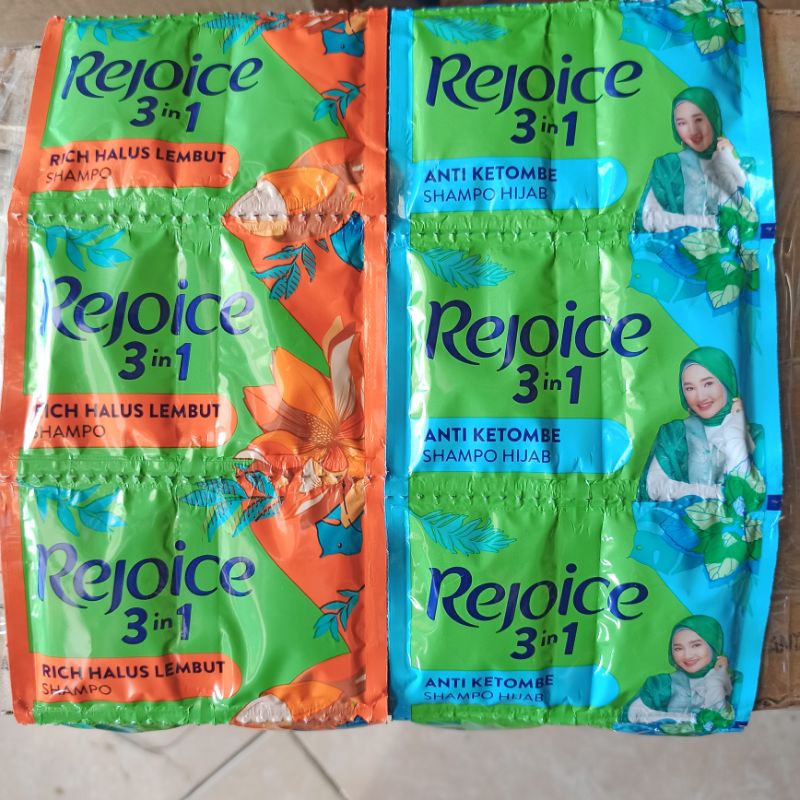 Rejoice
3 in 1
RICH HALUS LEMBUT
SHAMPO
Rejoice
3 in 1
RICH HALUS LEMBUT
SHAMPO
Rejoice
3 in 1
RICH HALUS LEMBUT
SHAMPO
Rejoice
3 in 1
ANTI KETOMBE
SHAMPO HIJAB
Rejoice
3 in 1
ANTI KETOMBE
SHAMPO HIJAB
Rejoice
3 in 1
ANTI KETOMBE
SHAMPO HIJAB